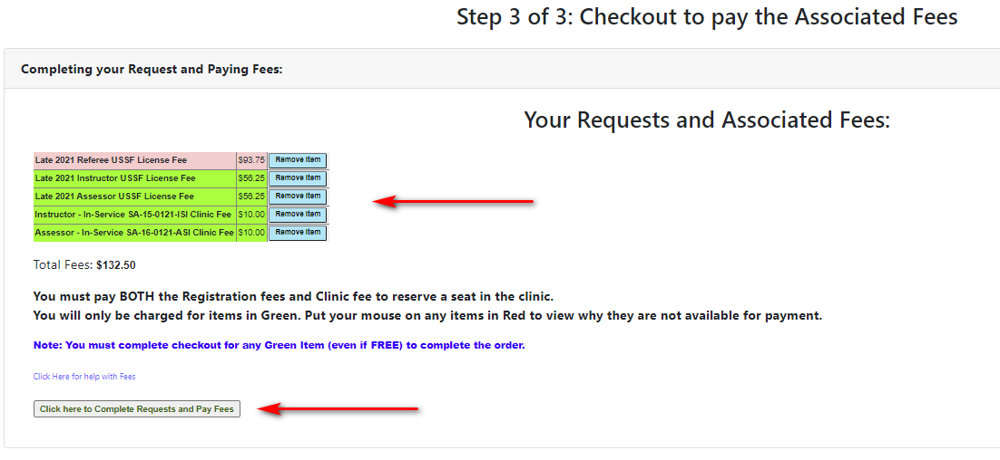 Step 3 of 3: Checkout to pay the Associated Fees
Completing your Request and Paying Fees:
Your Requests and Associated Fees:
Late 2021 Referee USSF License Fee $93.75 Remove Item
Late 2021 Instructor USSF License Fee $56.25 Remove Item
Late 2021 Assessor USSF License Fee $56.25 Remove Item
Instructor - In-Service SA-15-0121-ISI Clinic Fee $10.00 Remove Item
Assessor - In-Service SA-16-0121-ASI Clinic Fee $10.00 Remove Item
Total Fees: $132.50
You must pay BOTH the Registration fees and Clinic fee to reserve a seat in the clinic.
You will only be charged for items in Green. Put your mouse on any items in Red to view why they are not available for payment.
Note: You must complete checkout for any Green Item (even if FREE) to complete the order.
Click Here for help with Fees
Click here to Complete Requests and Pay Fees